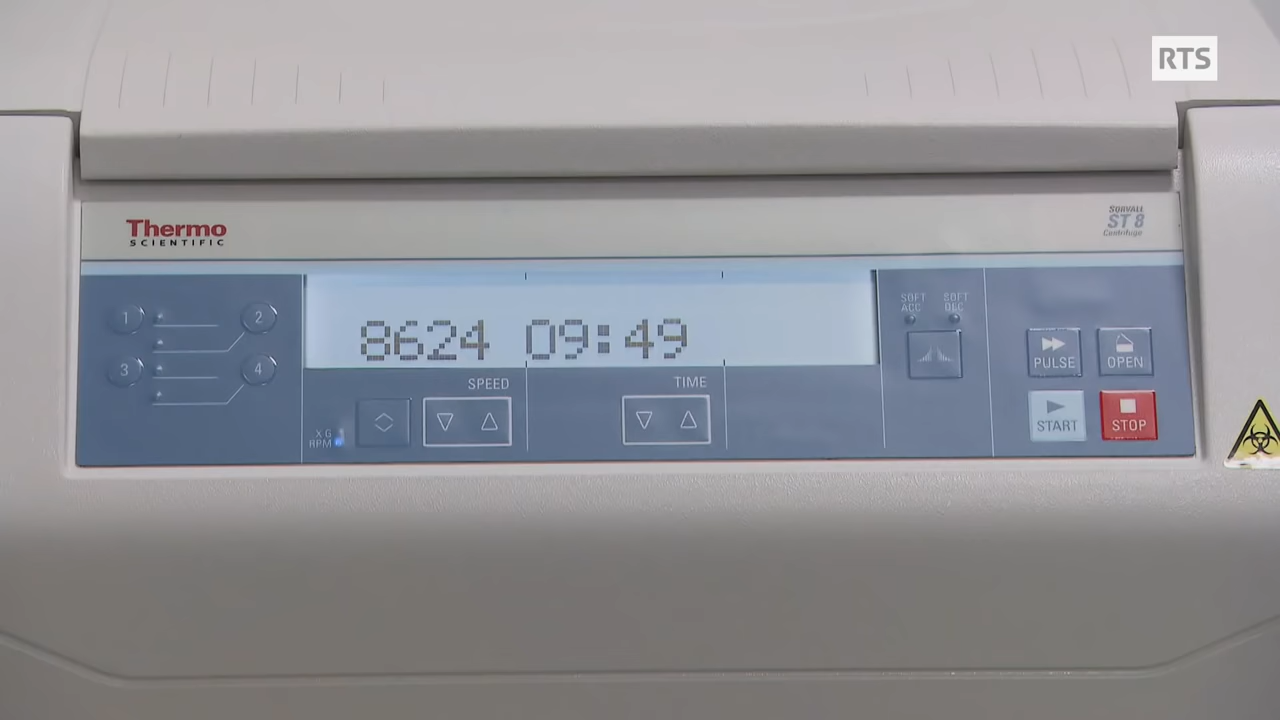 RTS
Thermo
SCIENTIFIC
SORVALL
ST 8
Centrifuge
1
2
3
4
8624 09:49
SPEED
TIME
X G
RPM
SOFT ACC
SOFT DEC
PULSE
OPEN
START
STOP